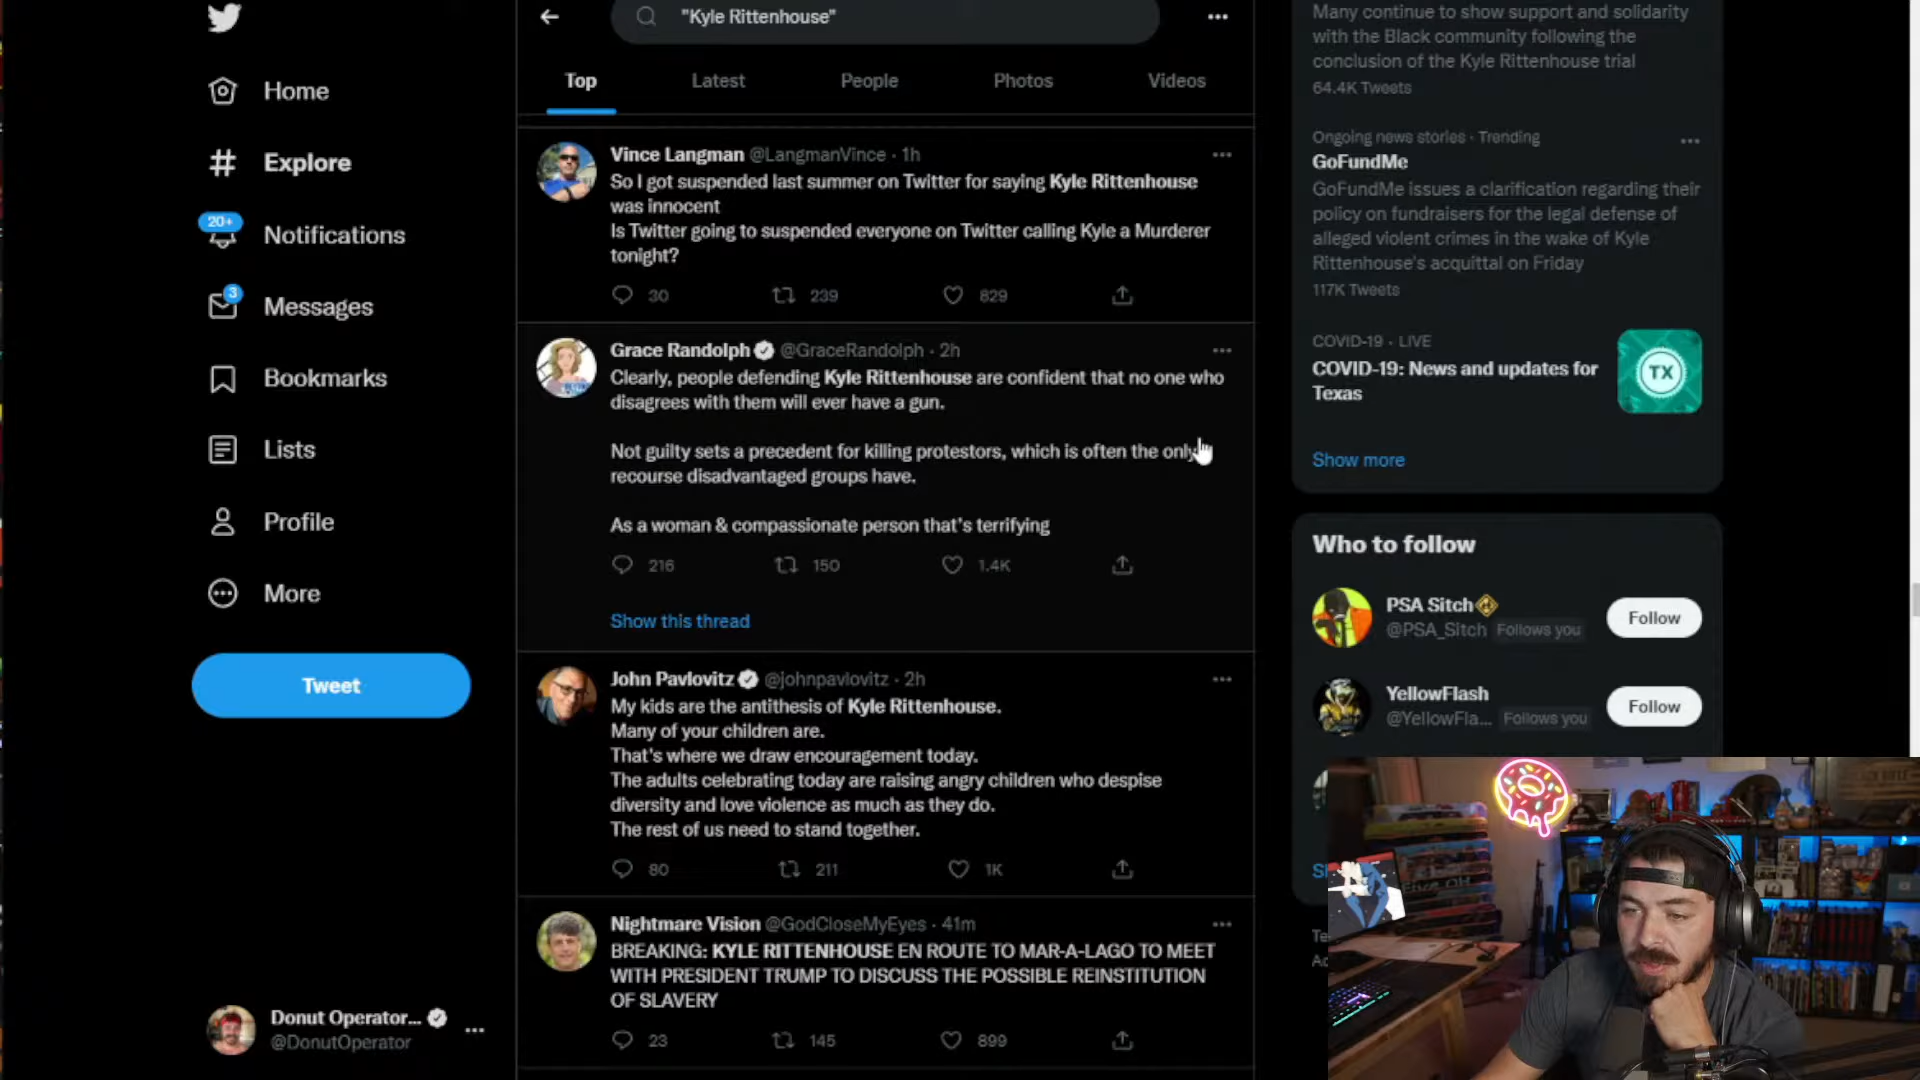 "Kyle Rittenhouse"
Top
Latest
People
Photos
Videos
Home
Explore
20+
Notifications
3
Messages
Bookmarks
Lists
Profile
More
Tweet
Donut Operator...
@DonutOperator
Vince Langman @LangmanVince · 1h
So I got suspended last summer on Twitter for saying Kyle Rittenhouse
was innocent
Is Twitter going to suspended everyone on Twitter calling Kyle a Murderer
tonight?
30
239
829
Grace Randolph @GraceRandolph · 2h
Clearly, people defending Kyle Rittenhouse are confident that no one who
disagrees with them will ever have a gun.
Not guilty sets a precedent for killing protestors, which is often the only
recourse disadvantaged groups have.
As a woman & compassionate person that's terrifying
216
150
1.4K
Show this thread
John Pavlovitz @johnpavlovitz · 2h
My kids are the antithesis of Kyle Rittenhouse.
Many of your children are.
That's where we draw encouragement today.
The adults celebrating today are raising angry children who despise
diversity and love violence as much as they do.
The rest of us need to stand together.
80
211
1K
Nightmare Vision @GodCloseMyEyes · 41m
BREAKING: KYLE RITTENHOUSE EN ROUTE TO MAR-A-LAGO TO MEET
WITH PRESIDENT TRUMP TO DISCUSS THE POSSIBLE REINSTITUTION
OF SLAVERY
23
145
899
Many continue to show support and solidarity
with the Black community following the
conclusion of the Kyle Rittenhouse trial
64.4K Tweets
Ongoing news stories · Trending
GoFundMe
GoFundMe issues a clarification regarding their
policy on fundraisers for the legal defense of
alleged violent crimes in the wake of Kyle
Rittenhouse's acquittal on Friday
117K Tweets
COVID-19 · LIVE
COVID-19: News and updates for
Texas
TX
Show more
Who to follow
PSA Sitch
@PSA_Sitch Follows you
Follow
YellowFlash
@YellowFla... Follows you
Follow